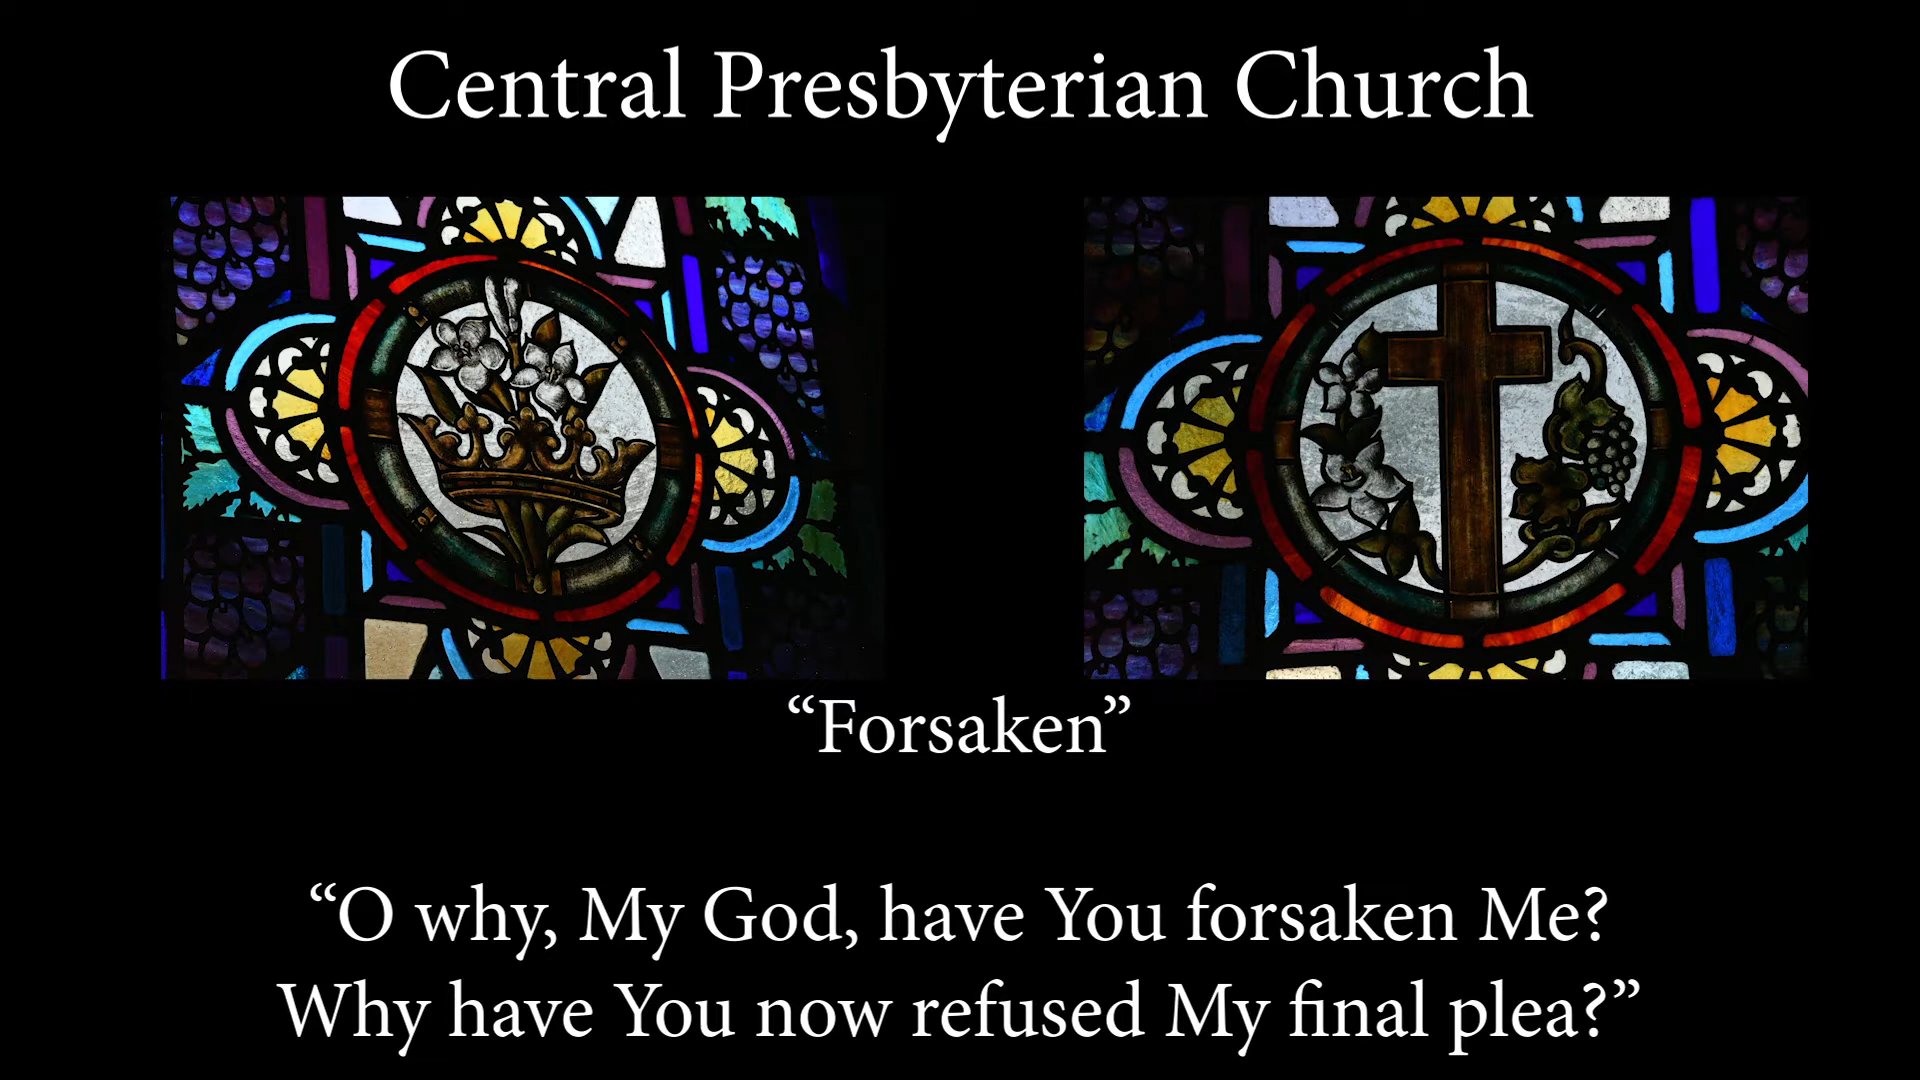 Central Presbyterian Church
“Forsaken”
“O why, My God, have You forsaken Me?
Why have You now refused My final plea?”